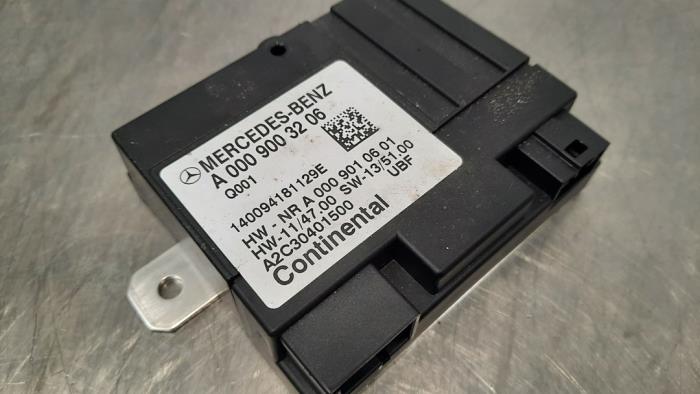 MERCEDES-BENZ
A 000 900 32 06
Q001
140094181129E
HW - NR A 000 901 06 01
HW-11/47.00 SW-13/51.00
A2C30401500 UBF
Continental